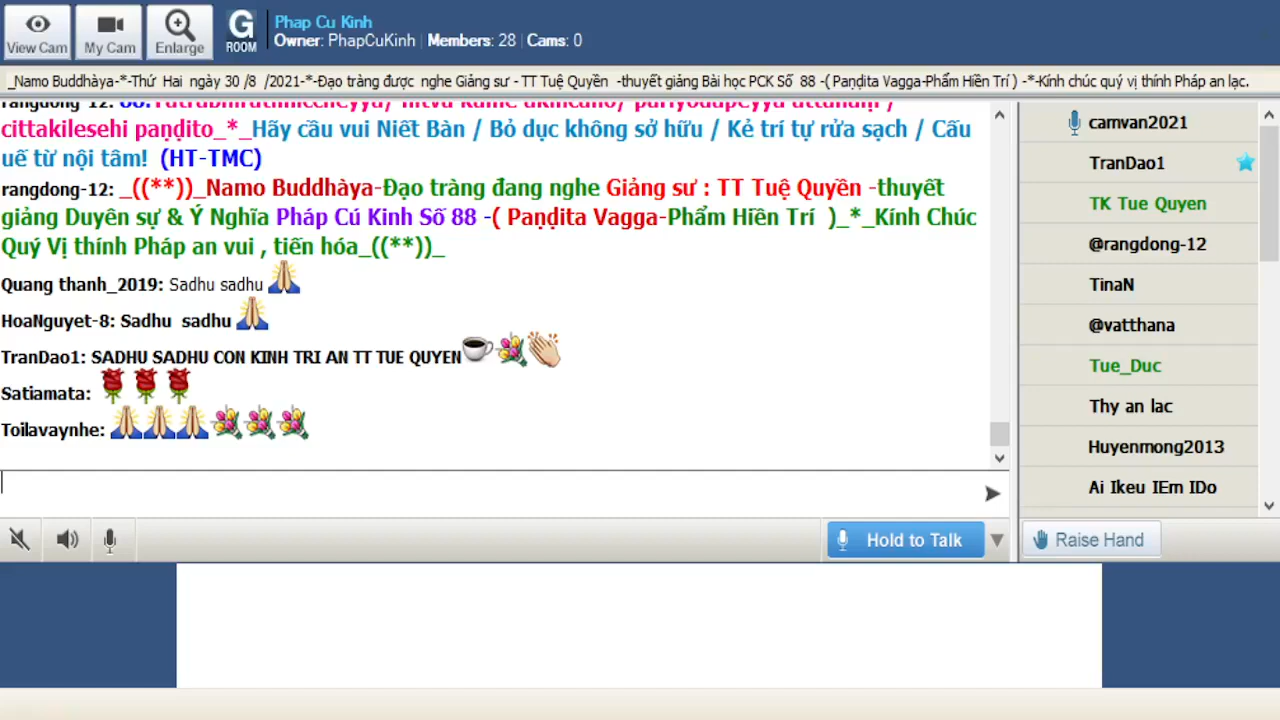 View Cam
My Cam
Enlarge
G
ROOM
Phap Cu Kinh
Owner: PhapCuKinh | Members: 28 | Cams: 0
_Namo Buddhàya-*-Thứ Hai ngày 30 /8 /2021-*-Đạo tràng được nghe Giảng sư - TT Tuệ Quyền -thuyết giảng Bài học PCK Số 88 -( Paṇḍita Vagga-Phẩm Hiền Trí ) -*-Kính chúc quý vị thính Pháp an lạc.
cittakilesehi paṇḍito_*_Hãy cầu vui Niết Bàn / Bỏ dục không sở hữu / Kẻ trí tự rửa sạch / Cấu
uế từ nội tâm! (HT-TMC)
rangdong-12: _((**))_Namo Buddhàya-Đạo tràng đang nghe Giảng sư : TT Tuệ Quyền -thuyết
giảng Duyên sự & Ý Nghĩa Pháp Cú Kinh Số 88 -( Paṇḍita Vagga-Phẩm Hiền Trí )_*_Kính Chúc
Quý Vị thính Pháp an vui , tiến hóa_((**))_
Quang thanh_2019: Sadhu sadhu
HoaNguyet-8: Sadhu sadhu
TranDao1: SADHU SADHU CON KINH TRI AN TT TUE QUYEN
Satiamata:
Toilavaynhe:
camvan2021
TranDao1
TK Tue Quyen
@rangdong-12
TinaN
@vatthana
Tue_Duc
Thy an lac
Huyenmong2013
Ai Ikeu IEm IDo
Hold to Talk
Raise Hand